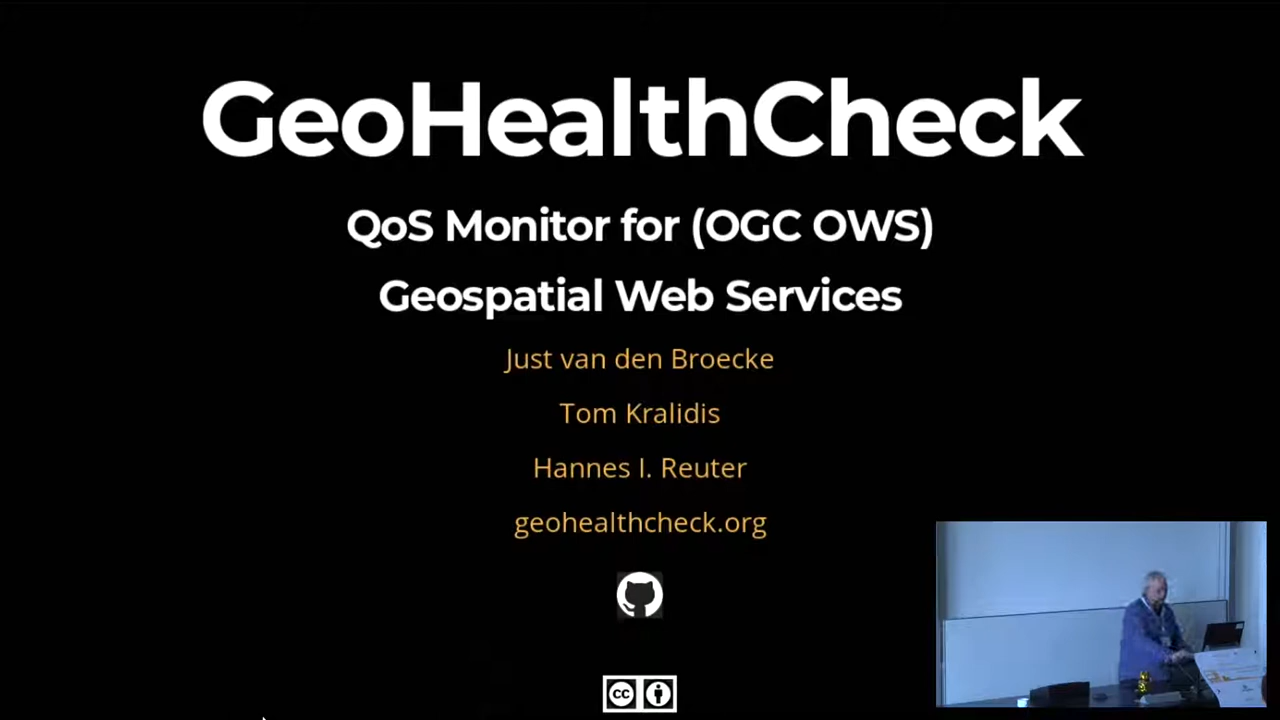 GeoHealthCheck
QoS Monitor for (OGC OWS)
Geospatial Web Services
Just van den Broecke
Tom Kralidis
Hannes I. Reuter
geohealthcheck.org
cc